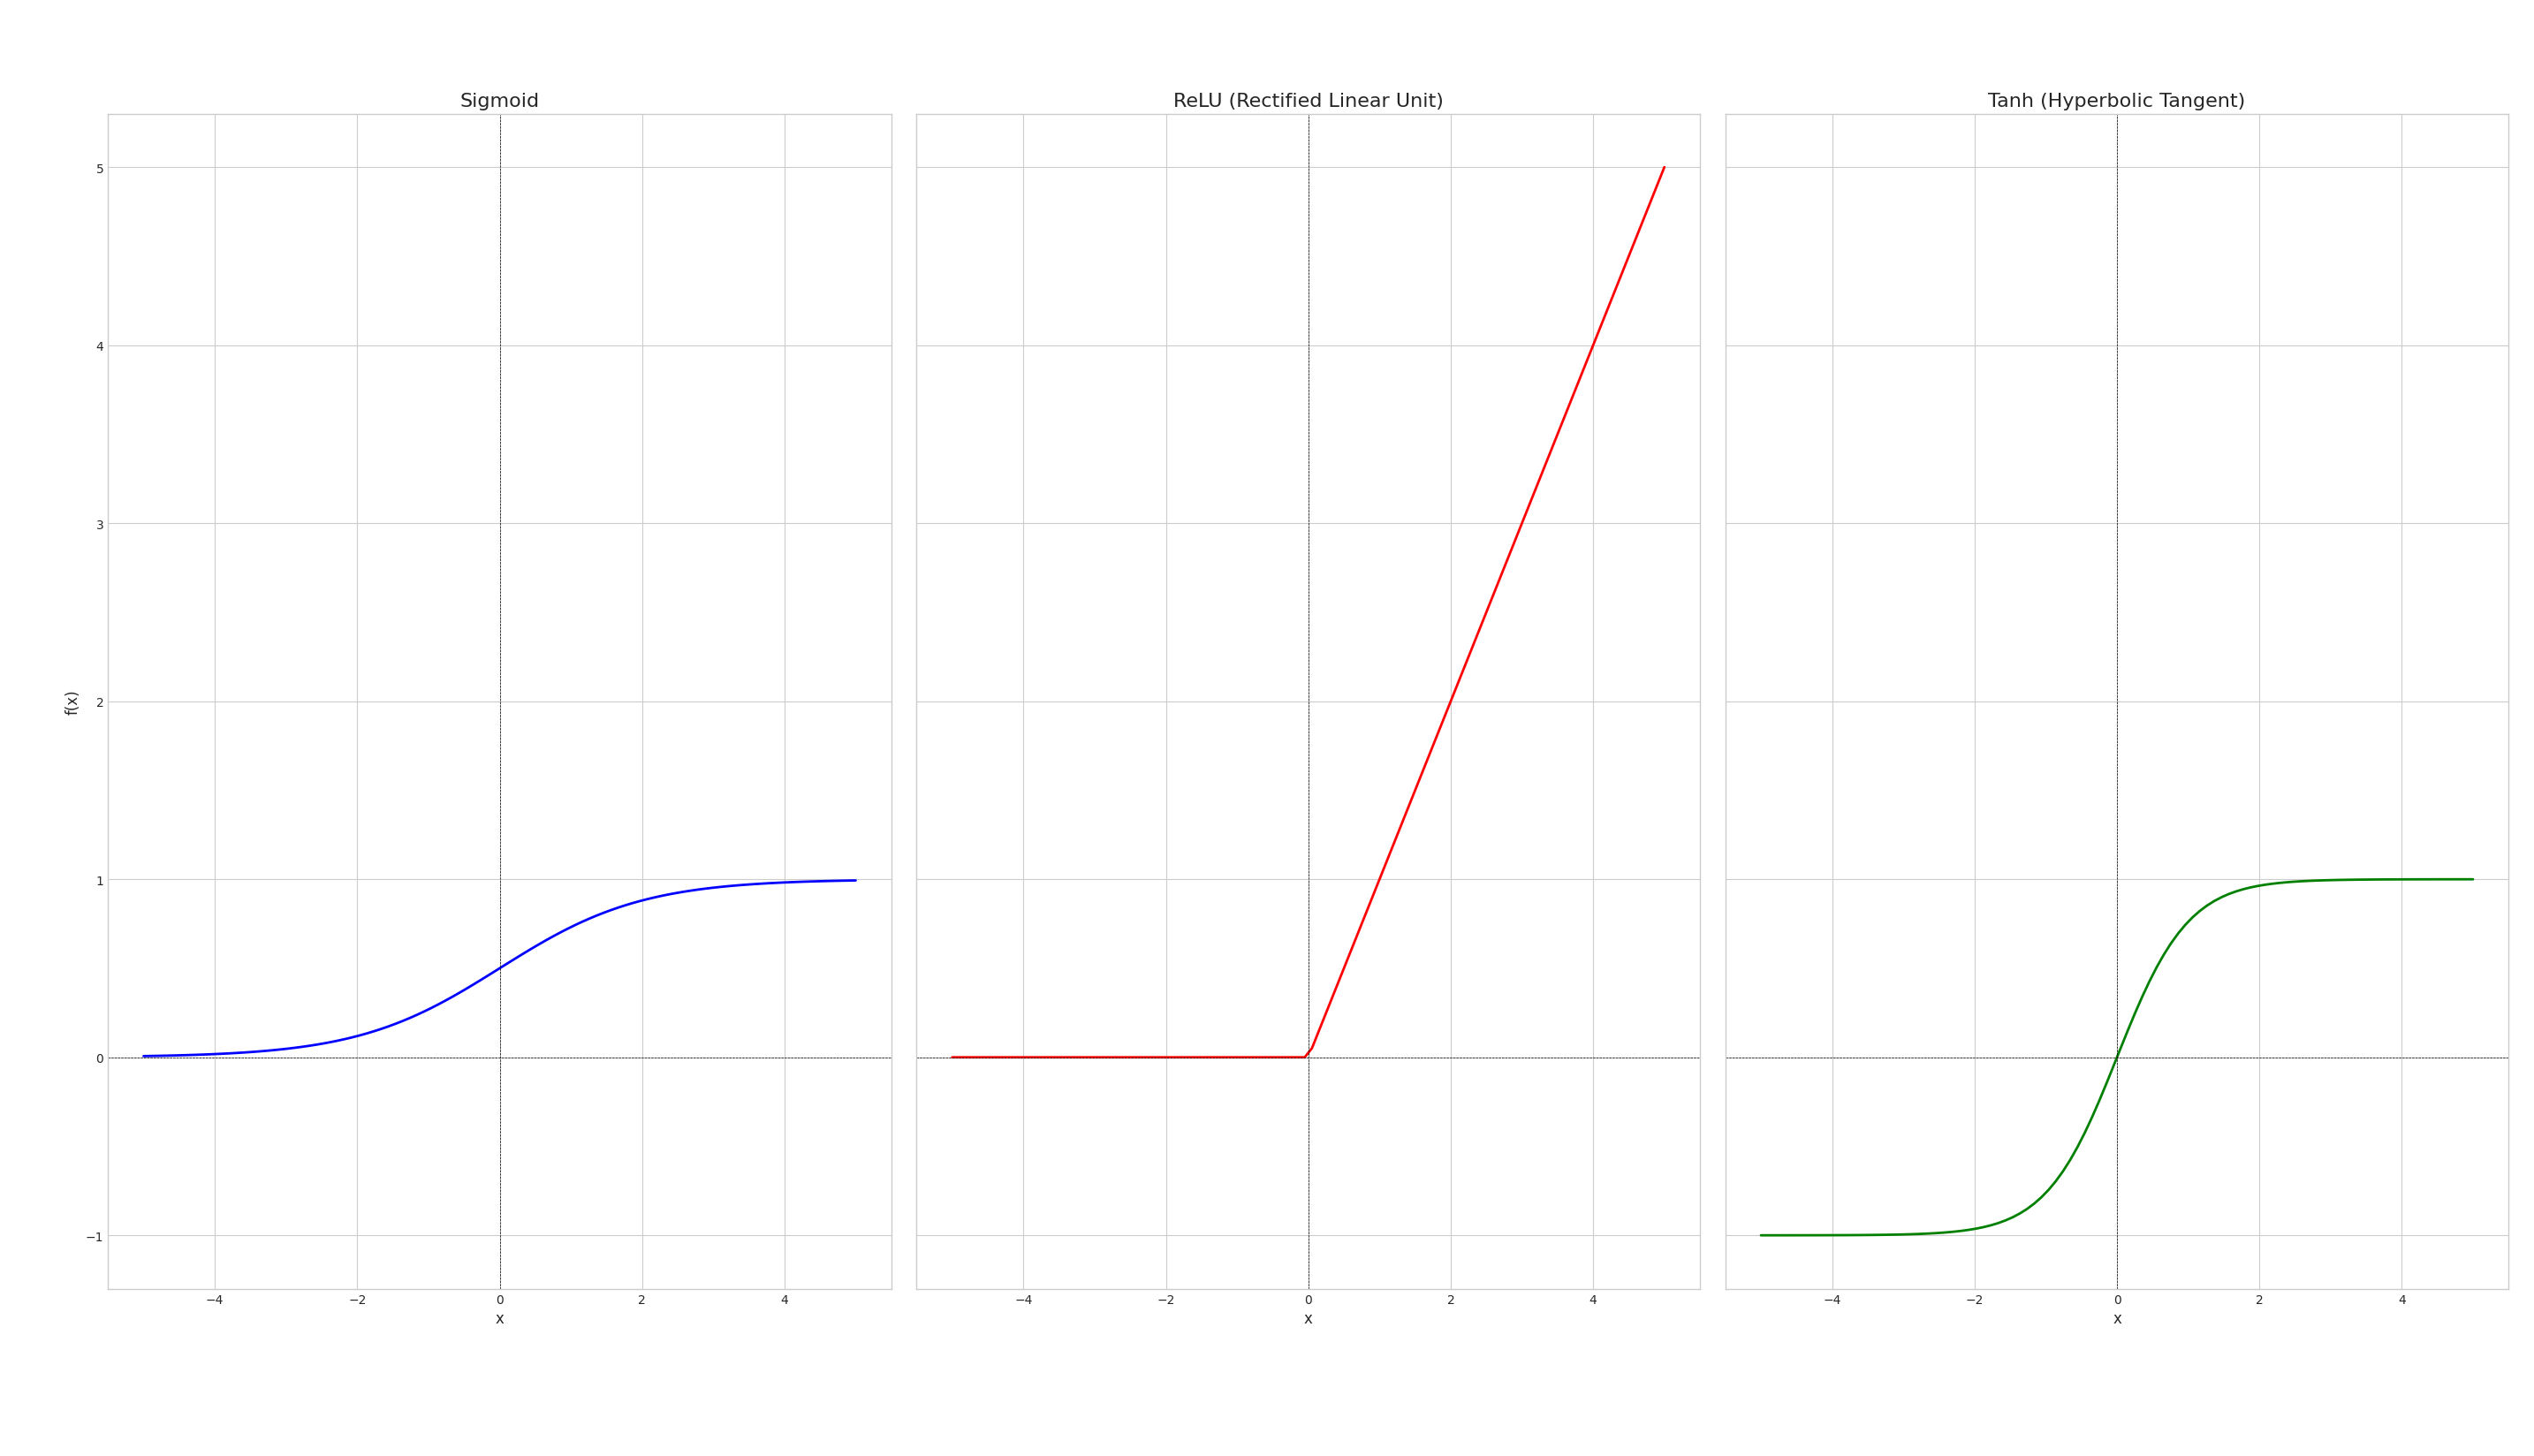 Sigmoid
5
4
3
2
1
0
−1
f(x)
−4 −2 0 2 4
x
ReLU (Rectified Linear Unit)
−4 −2 0 2 4
x
Tanh (Hyperbolic Tangent)
−4 −2 0 2 4
x